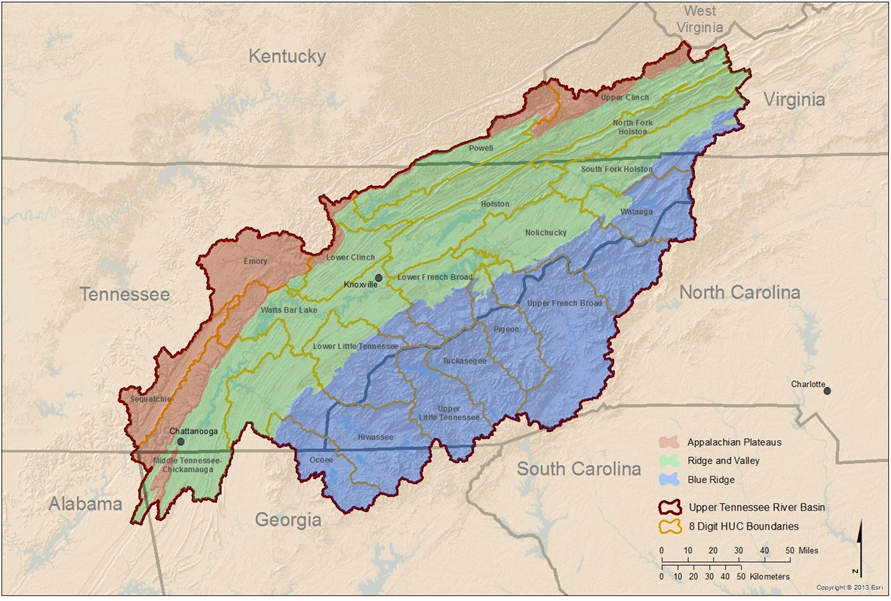 West
Virginia
Kentucky
Virginia
Upper Clinch
North Fork
Holston
Powell
South Fork Holston
Holston
Watauga
Nolichucky
Emory
Lower Clinch
Lower French Broad
Knoxville
Tennessee
North Carolina
Upper French Broad
Watts Bar Lake
Pigeon
Lower Little Tennessee
Tuckasegee
Charlotte
Sequatchie
Upper
Little Tennessee
Chattanooga
Hiwassee
Middle Tennessee-
Chickamauga
Ocoee
South Carolina
Alabama
Georgia
Appalachian Plateaus
Ridge and Valley
Blue Ridge
Upper Tennessee River Basin
8 Digit HUC Boundaries
0 10 20 30 40 50 Miles
0 10 20 30 40 50 Kilometers
N
Copyright © 2013 Esri